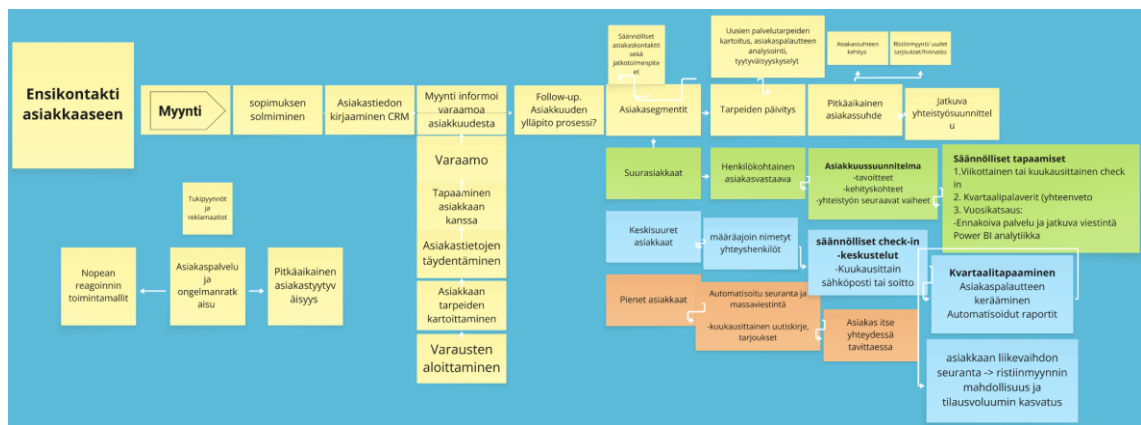 Ensikontakti
asiakkaaseen
Myynti
sopimuksen
solmiminen
Asiakastiedon
kirjaaminen CRM
Myynti informoi
varaamoa
asiakkuudesta
Follow-up.
Asiakkuuden
ylläpito prosessi?
Säännölliset
asiakaskontaktit
sekä
jatkotoimenpite
et
Asiakasegmentit
Uusien palvelutarpeiden
kartoitus, asiakaspalautteen
analysointi,
tyytyväisyyskyselyt
Tarpeiden päivitys
Asiakassuhteen
kehitys
Ristiinmyynti/ uudet
tarjoukset/hinnasto
Pitkäaikainen
asiakassuhde
Jatkuva
yhteistyösuunnittel
u
Varaamo
Tapaaminen
asiakkaan
kanssa
Asiakastietojen
täydentäminen
Asiakkaan
tarpeiden
kartoittaminen
Varausten
aloittaminen
Tukipyynnöt
ja
reklamaatiot
Nopean
reagoinnin
toimintamallit
Asiakaspalvelu
ja
ongelmanratk
aisu
Pitkäaikainen
asiakastyytyv
äisyys
Suurasiakkaat
Henkilökohtainen
asiakasvastaava
Asiakkuussuunnitelma
-tavoitteet
-kehityskohteet
-yhteistyön seuraavat vaiheet
Säännölliset tapaamiset
1.Viikottainen tai kuukausittainen check
in
2. Kvartaalipalaverit (yhteenveto
3. Vuosikatsaus:
-Ennakoiva palvelu ja jatkuva viestintä
Power BI analytiikka
Keskisuuret
asiakkaat
määräajoin nimetyt
yhteyshenkilöt
säännölliset check-in
-keskustelut
-Kuukausittain
sähköposti tai soitto
Kvartaalitapaaminen
Asiakaspalautteen
kerääminen
Automatisoidut raportit
Pienet asiakkaat
Automatisoitu seuranta ja
massaviestintä
-kuukausittainen uutiskirje,
tarjoukset
Asiakas itse
yhteydessä
tavittaessa
asiakkaan liikevaihdon
seuranta -> ristiinmyynnin
mahdollisuus ja
tilausvoluumin kasvatus